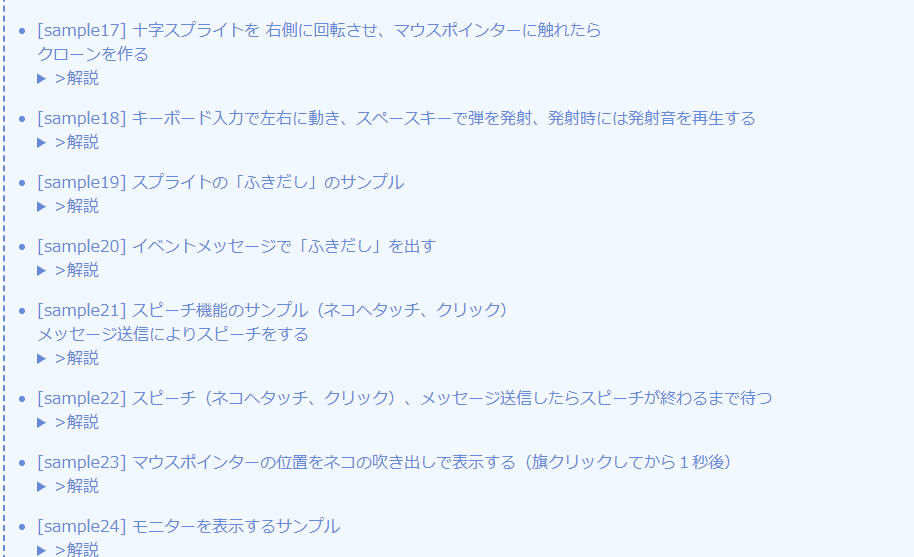 • [sample17] 十字スプライトを 右側に回転させ、マウスポインターに触れたら
クローンを作る
▶ >解説
• [sample18] キーボード入力で左右に動き、スペースキーで弾を発射、発射時には発射音を再生する
▶ >解説
• [sample19] スプライトの「ふきだし」のサンプル
▶ >解説
• [sample20] イベントメッセージで「ふきだし」を出す
▶ >解説
• [sample21] スピーチ機能のサンプル（ネコへタッチ、クリック）
メッセージ送信によりスピーチをする
▶ >解説
• [sample22] スピーチ（ネコへタッチ、クリック）、メッセージ送信したらスピーチが終わるまで待つ
▶ >解説
• [sample23] マウスポインターの位置をネコの吹き出しで表示する（旗クリックしてから１秒後）
▶ >解説
• [sample24] モニターを表示するサンプル
▶ >解説